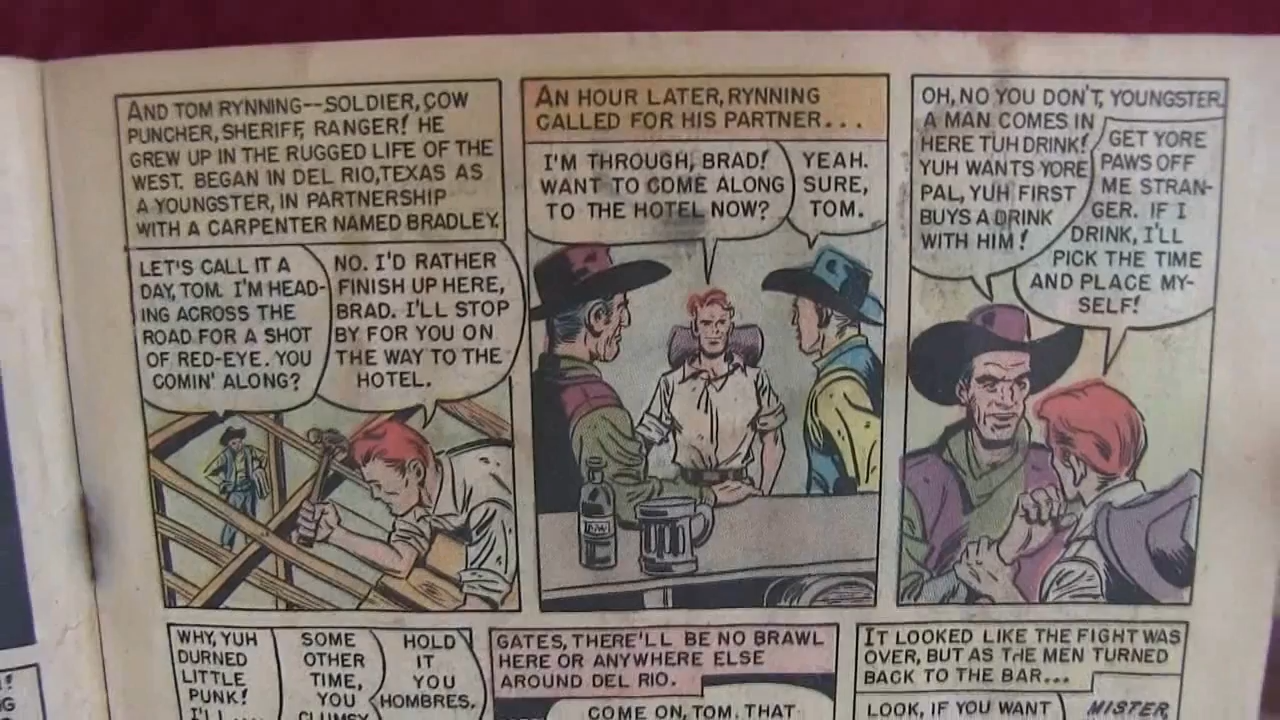 AND TOM RYNNING--SOLDIER, COW
PUNCHER, SHERIFF, RANGER! HE
GREW UP IN THE RUGGED LIFE OF THE
WEST. BEGAN IN DEL RIO, TEXAS AS
A YOUNGSTER, IN PARTNERSHIP
WITH A CARPENTER NAMED BRADLEY.
LET'S CALL IT A
DAY, TOM. I'M HEAD-
ING ACROSS THE
ROAD FOR A SHOT
OF RED-EYE. YOU
COMIN' ALONG?
NO. I'D RATHER
FINISH UP HERE,
BRAD. I'LL STOP
BY FOR YOU ON
THE WAY TO THE
HOTEL.
AN HOUR LATER, RYNNING
CALLED FOR HIS PARTNER...
I'M THROUGH, BRAD!
WANT TO COME ALONG
TO THE HOTEL NOW?
YEAH.
SURE,
TOM.
OH, NO YOU DON'T, YOUNGSTER.
A MAN COMES IN
HERE TUH DRINK!
YUH WANTS YORE
PAL, YUH FIRST
BUYS A DRINK
WITH HIM!
GET YORE
PAWS OFF
ME STRAN-
GER. IF I
DRINK, I'LL
PICK THE TIME
AND PLACE MY-
SELF!
WHY, YUH
DURNED
LITTLE
PUNK!
I'LL....
SOME
OTHER
TIME,
YOU
CLUMSY
HOLD
IT
YOU
HOMBRES.
GATES, THERE'LL BE NO BRAWL
HERE OR ANYWHERE ELSE
AROUND DEL RIO.
COME ON, TOM. THAT
IT LOOKED LIKE THE FIGHT WAS
OVER, BUT AS THE MEN TURNED
BACK TO THE BAR...
LOOK, IF YOU WANT
MISTER